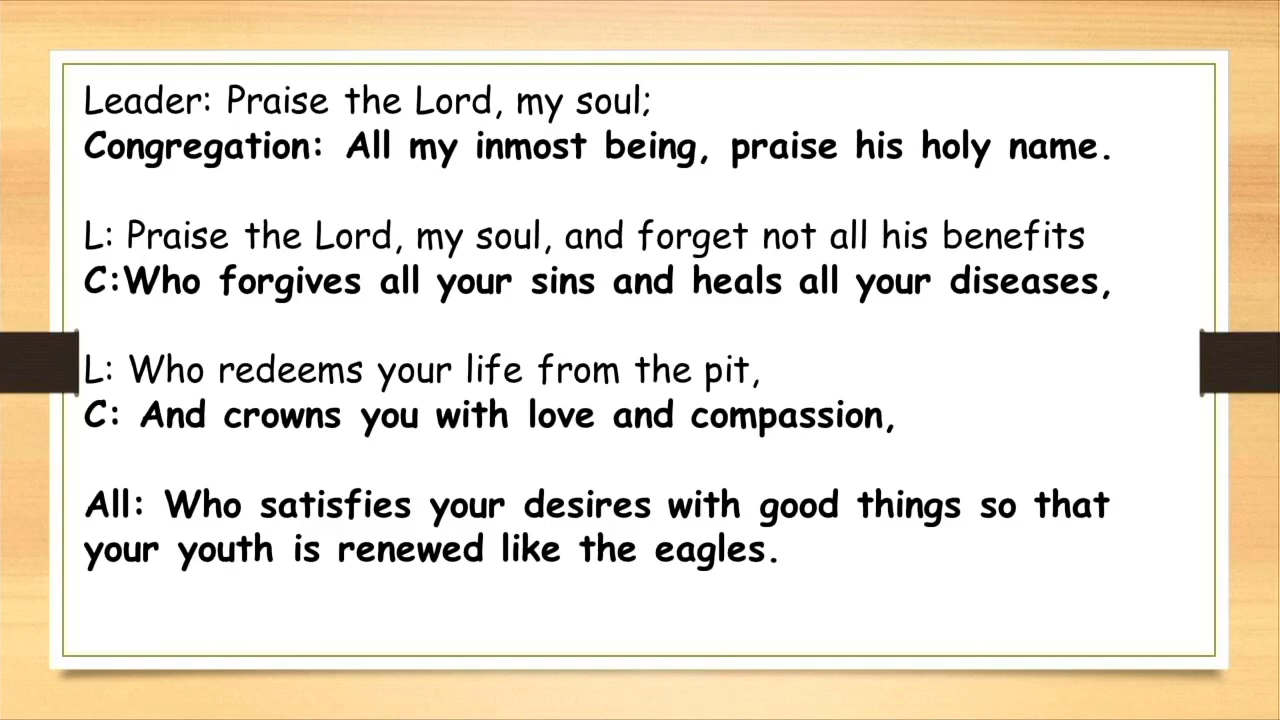 Leader: Praise the Lord, my soul;
Congregation: All my inmost being, praise his holy name.
L: Praise the Lord, my soul, and forget not all his benefits
C:Who forgives all your sins and heals all your diseases,
L: Who redeems your life from the pit,
C: And crowns you with love and compassion,
All: Who satisfies your desires with good things so that
your youth is renewed like the eagles.